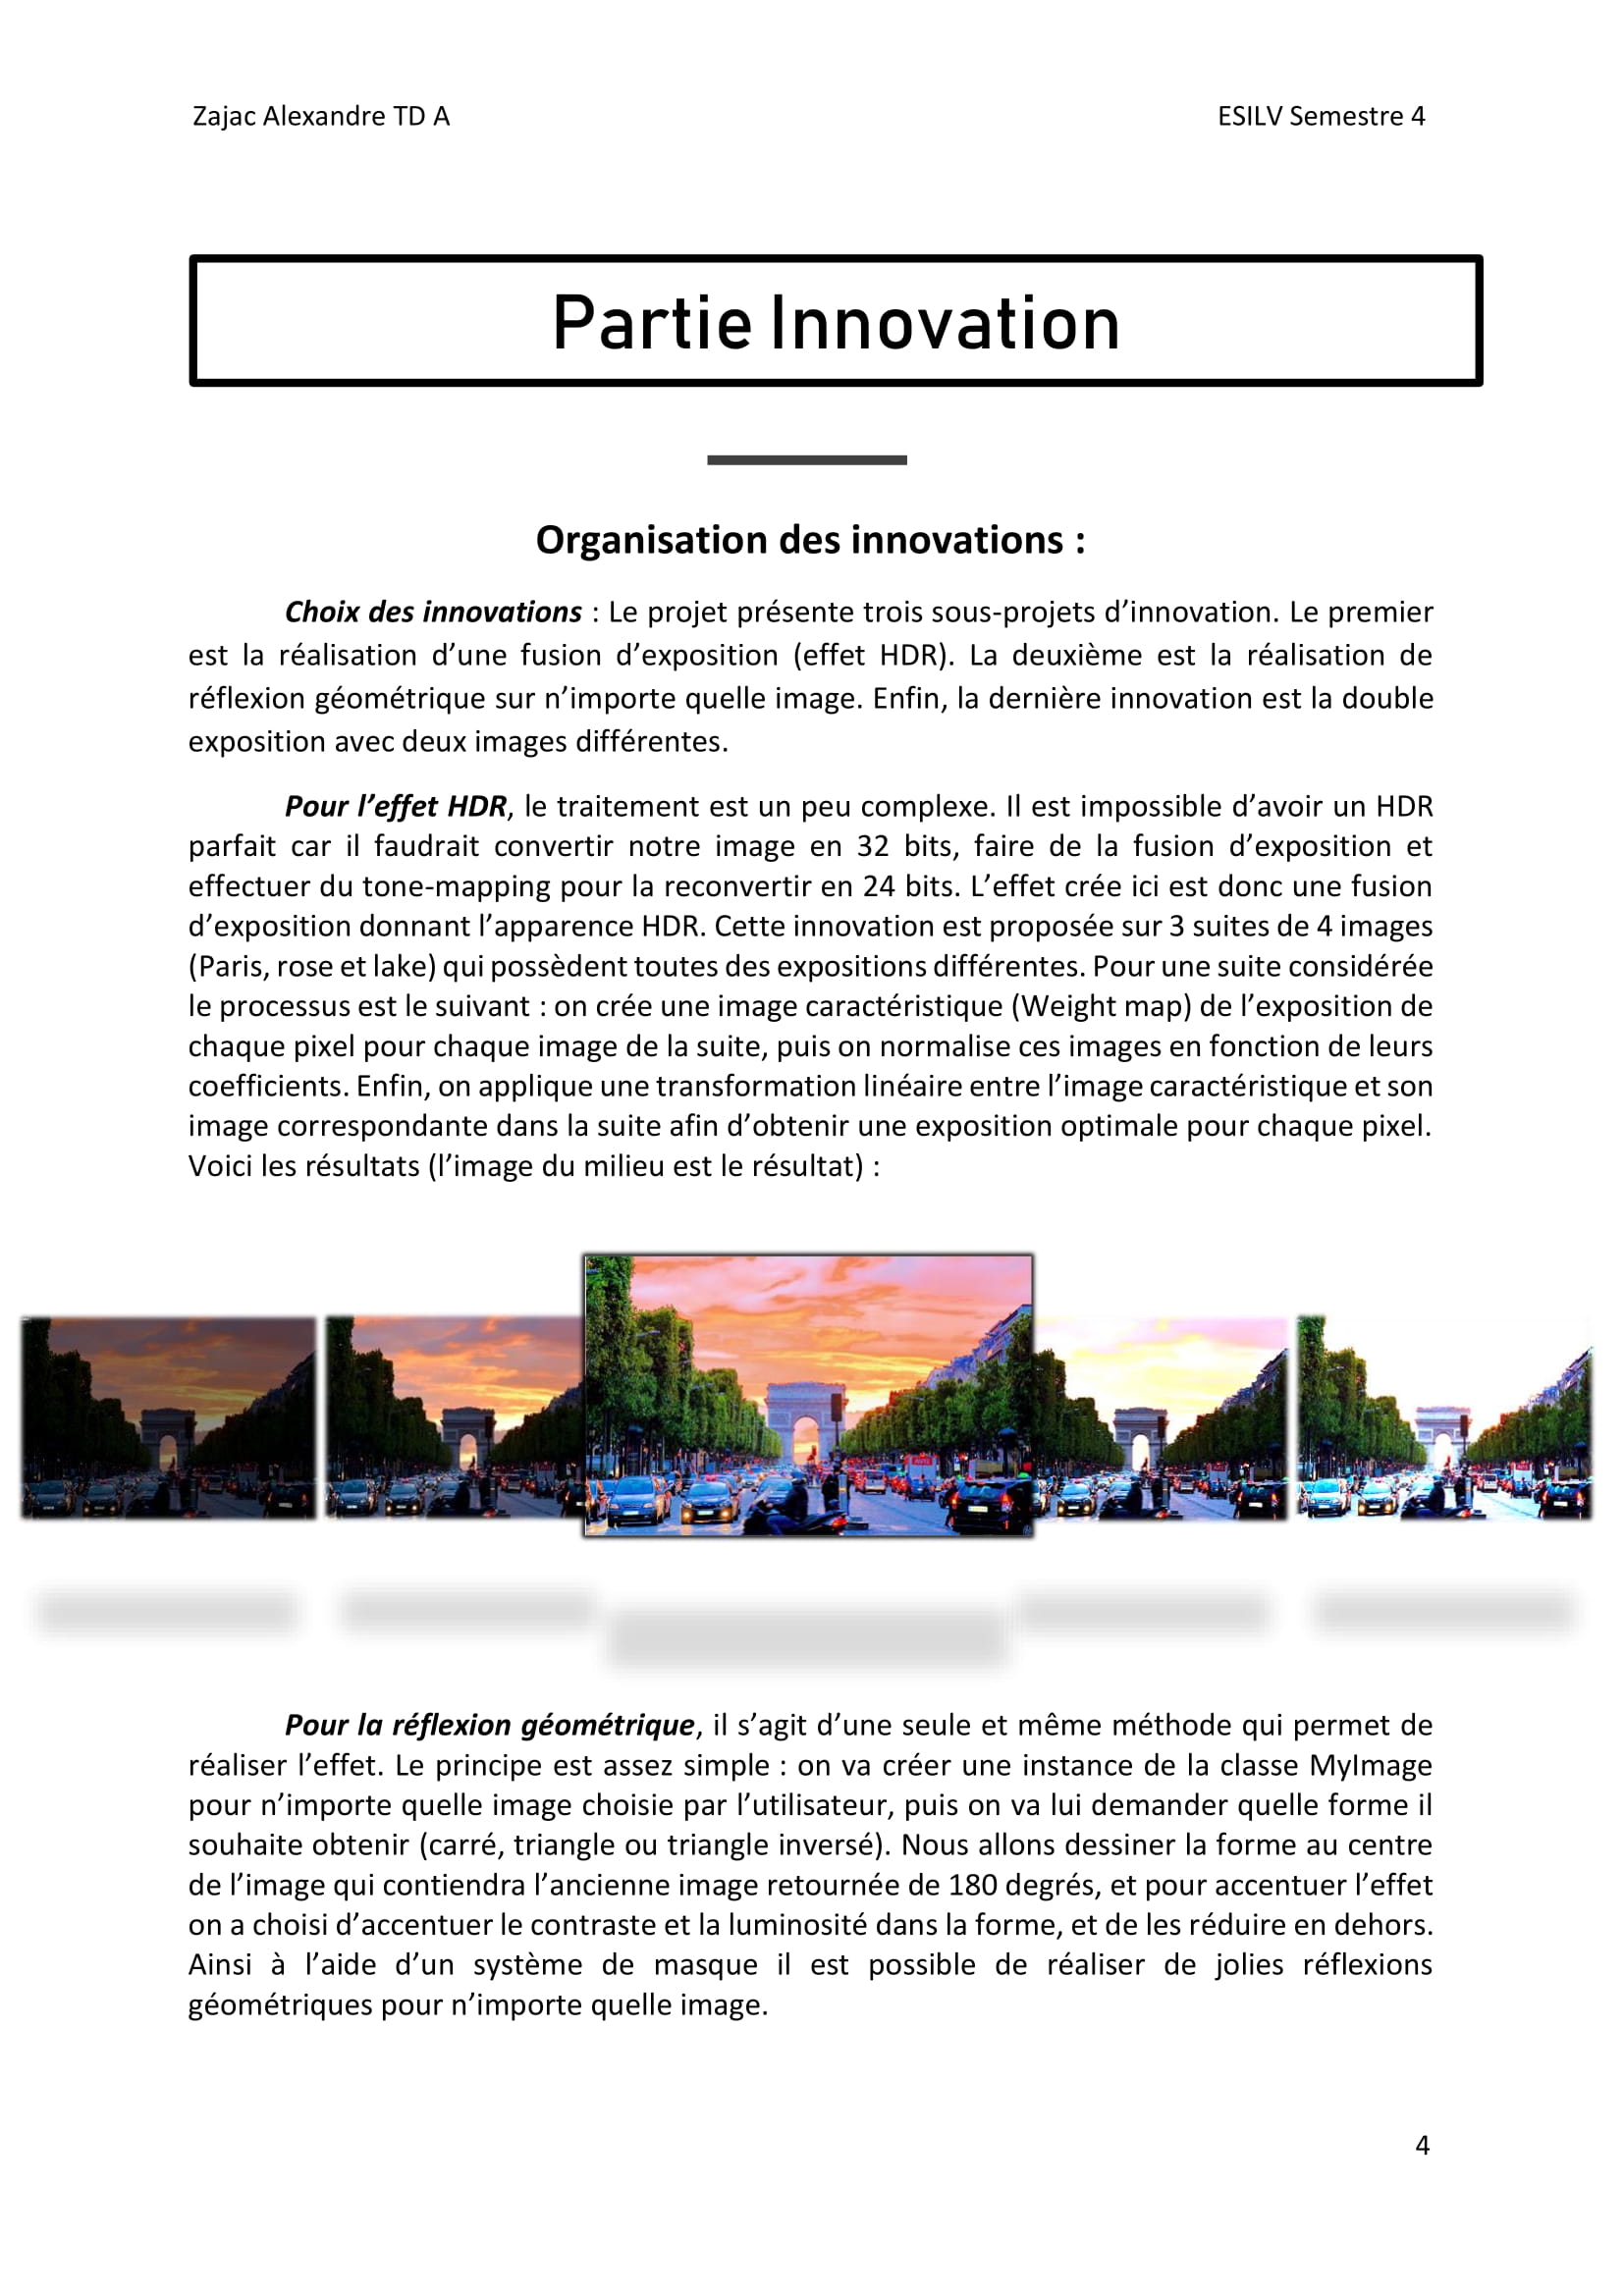 Zajac Alexandre TD A
ESILV Semestre 4
Partie Innovation
Organisation des innovations :
Choix des innovations : Le projet présente trois sous-projets d’innovation. Le premier
est la réalisation d’une fusion d’exposition (effet HDR). La deuxième est la réalisation de
réflexion géométrique sur n’importe quelle image. Enfin, la dernière innovation est la double
exposition avec deux images différentes.
Pour l’effet HDR, le traitement est un peu complexe. Il est impossible d’avoir un HDR
parfait car il faudrait convertir notre image en 32 bits, faire de la fusion d’exposition et
effectuer du tone-mapping pour la reconvertir en 24 bits. L’effet crée ici est donc une fusion
d’exposition donnant l’apparence HDR. Cette innovation est proposée sur 3 suites de 4 images
(Paris, rose et lake) qui possèdent toutes des expositions différentes. Pour une suite considérée
le processus est le suivant : on crée une image caractéristique (Weight map) de l’exposition de
chaque pixel pour chaque image de la suite, puis on normalise ces images en fonction de leurs
coefficients. Enfin, on applique une transformation linéaire entre l’image caractéristique et son
image correspondante dans la suite afin d’obtenir une exposition optimale pour chaque pixel.
Voici les résultats (l’image du milieu est le résultat) :
Pour la réflexion géométrique, il s’agit d’une seule et même méthode qui permet de
réaliser l’effet. Le principe est assez simple : on va créer une instance de la classe MyImage
pour n’importe quelle image choisie par l’utilisateur, puis on va lui demander quelle forme il
souhaite obtenir (carré, triangle ou triangle inversé). Nous allons dessiner la forme au centre
de l’image qui contiendra l’ancienne image retournée de 180 degrés, et pour accentuer l’effet
on a choisi d’accentuer le contraste et la luminosité dans la forme, et de les réduire en dehors.
Ainsi à l’aide d’un système de masque il est possible de réaliser de jolies réflexions
géométriques pour n’importe quelle image.
4